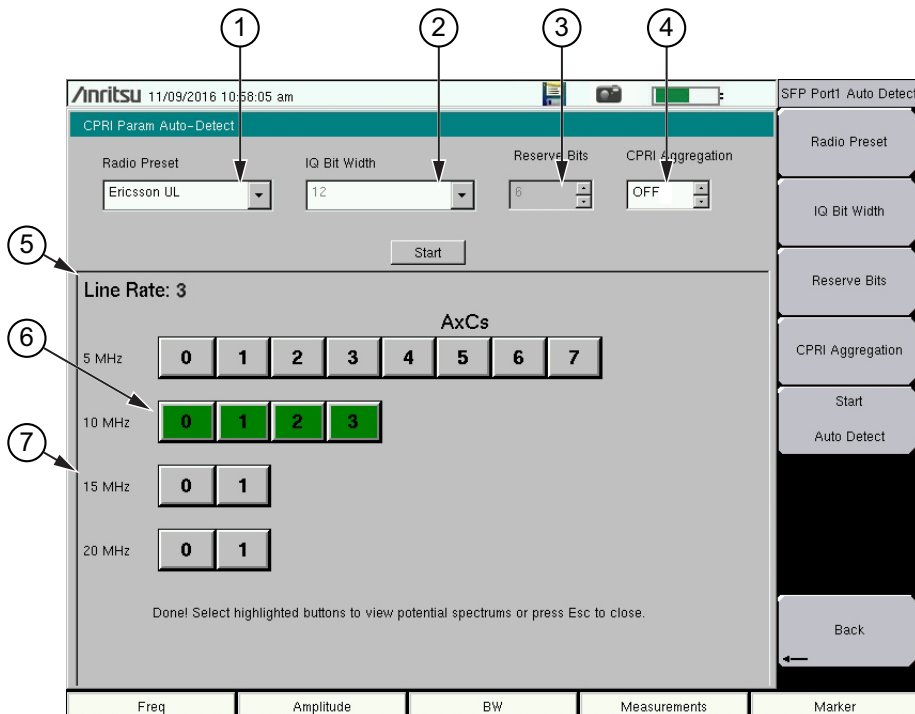 1 2 3 4
Anritsu 11/09/2016 10:58:05 am
SFP Port1 Auto Detect
CPRI Param Auto-Detect
Radio Preset IQ Bit Width Reserve Bits CPRI Aggregation
Ericsson UL 12 6 OFF
Start
5
Line Rate: 3
AxCs
6
5 MHz 0 1 2 3 4 5 6 7
10 MHz 0 1 2 3
7
15 MHz 0 1
20 MHz 0 1
Done! Select highlighted buttons to view potential spectrums or press Esc to close.
Radio Preset
IQ Bit Width
Reserve Bits
CPRI Aggregation
Start
Auto Detect
Back
Freq Amplitude BW Measurements Marker